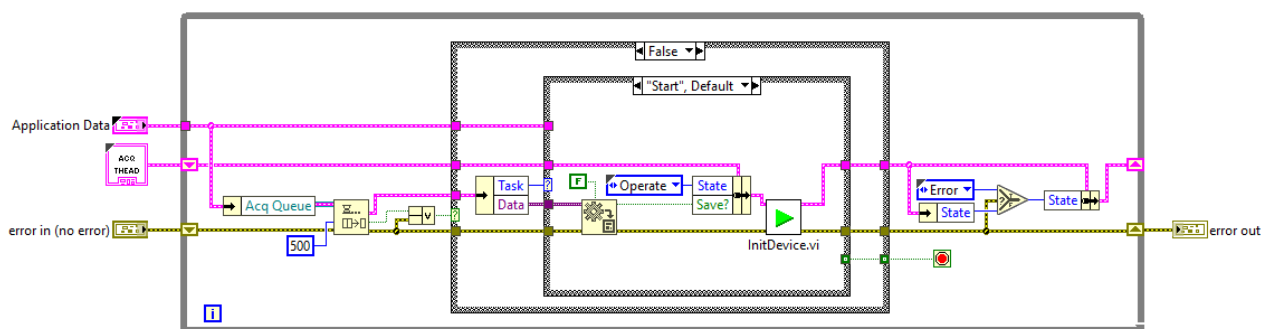 False
"Start", Default
Application Data
ACQ
THEAD
F
Operate
State
Save?
Task
Data
Acq Queue
Error
State
State
?
?
?
V
error in (no error)
500
InitDevice.vi
error out
i